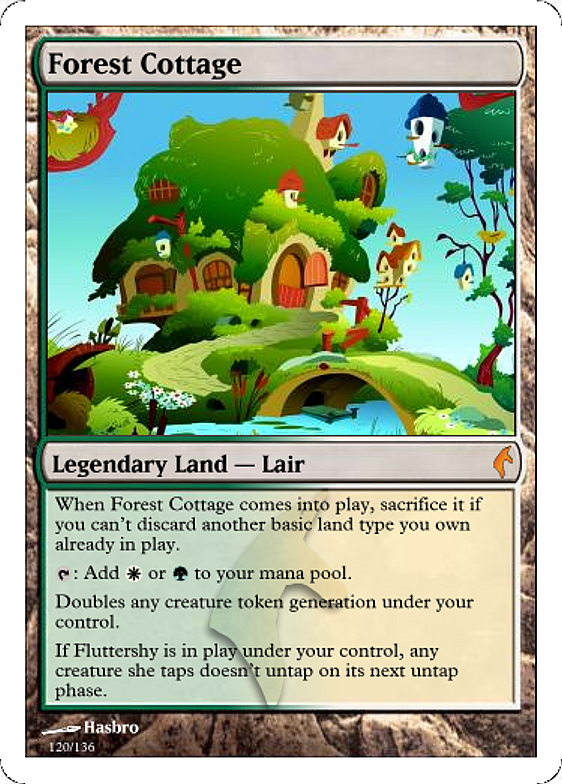 Forest Cottage
Legendary Land — Lair
When Forest Cottage comes into play, sacrifice it if
you can't discard another basic land type you own
already in play.
: Add or to your mana pool.
Doubles any creature token generation under your
control.
If Fluttershy is in play under your control, any
creature she taps doesn't untap on its next untap
phase.
Hasbro
120/136